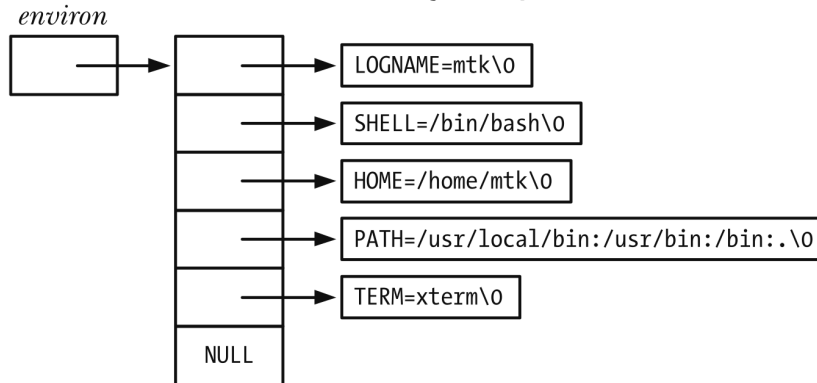 environ
LOGNAME=mtk\0
SHELL=/bin/bash\0
HOME=/home/mtk\0
PATH=/usr/local/bin:/usr/bin:/bin:.\0
TERM=xterm\0
NULL